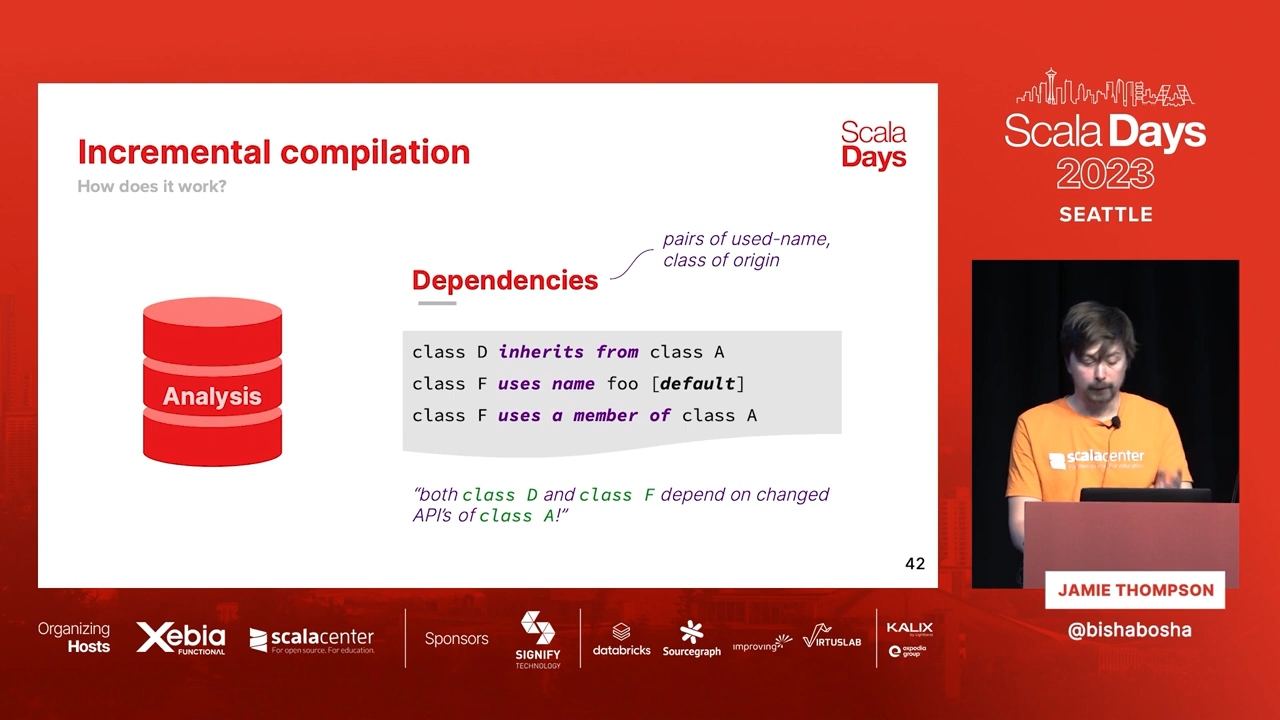 Incremental compilation
How does it work?
Scala
Days
pairs of used-name,
class of origin
Dependencies
Analysis
class D inherits from class A
class F uses name foo [default]
class F uses a member of class A
“both class D and class F depend on changed
API’s of class A!”
42
Scala Days
2023
SEATTLE
scalacenter
JAMIE THOMPSON
@bishabosha
Organizing
Hosts
Xebia
FUNCTIONAL
scalacenter
For open source. For education.
Sponsors
SIGNIFY
TECHNOLOGY
databricks
Sourcegraph
improving
VIRTUSLAB
KALIX
expedia
group